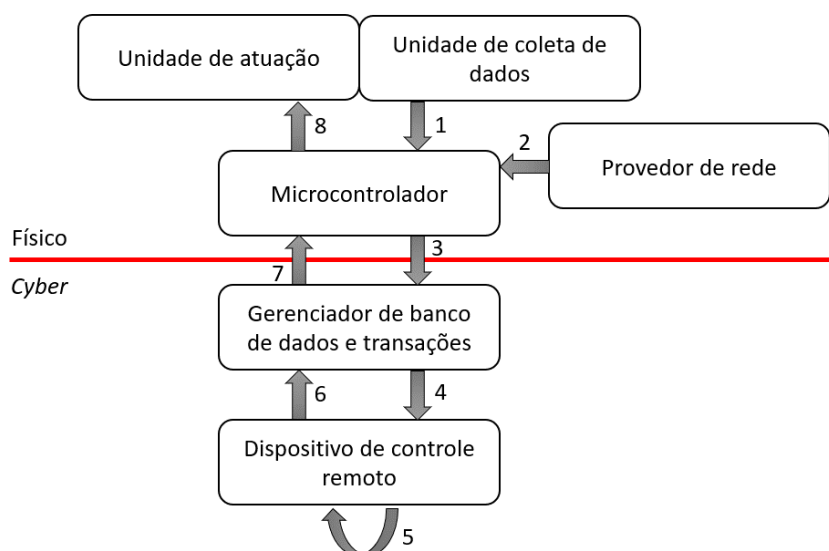 Unidade de atuação
Unidade de coleta de
dados
8
1
2
Provedor de rede
Microcontrolador
Físico
3
7
Cyber
Gerenciador de banco
de dados e transações
6
4
Dispositivo de controle
remoto
5